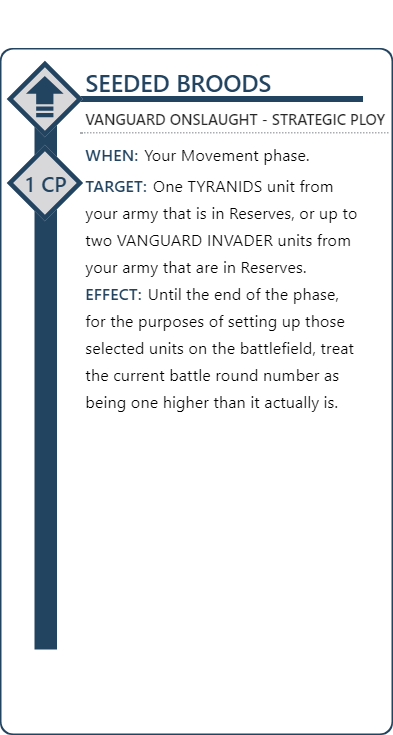 SEEDED BROODS
VANGUARD ONSLAUGHT - STRATEGIC PLOY
WHEN: Your Movement phase.
1 CP
TARGET: One TYRANIDS unit from
your army that is in Reserves, or up to
two VANGUARD INVADER units from
your army that are in Reserves.
EFFECT: Until the end of the phase,
for the purposes of setting up those
selected units on the battlefield, treat
the current battle round number as
being one higher than it actually is.